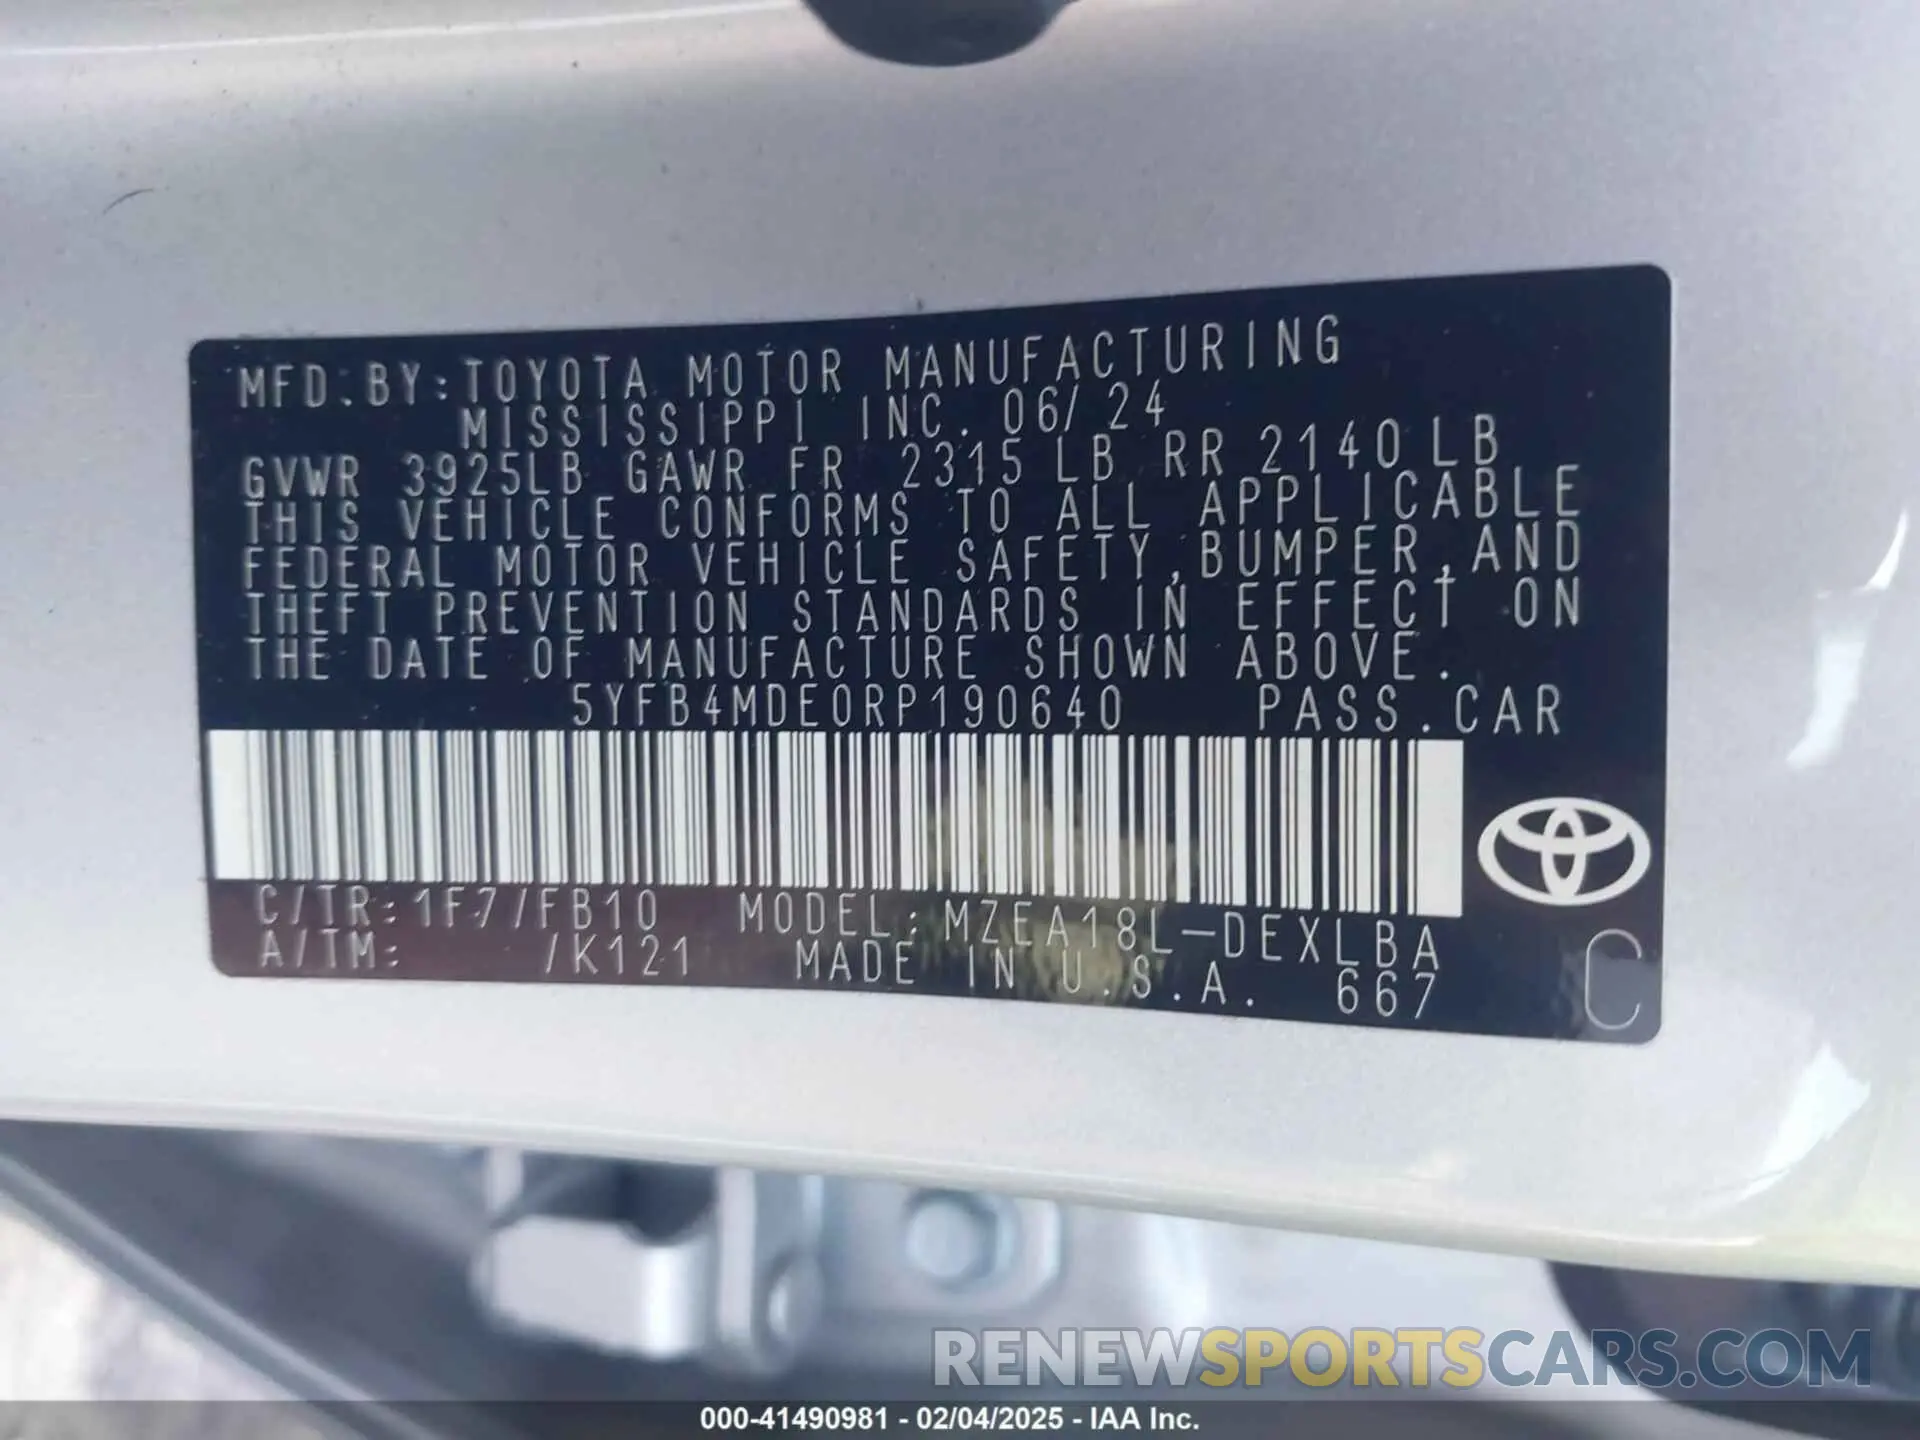 MFD.BY:TOYOTA MOTOR MANUFACTURING
MISSISSIPPI INC. 06/24
GVWR 3925LB GAWR FR 2315LB RR 2140LB
THIS VEHICLE CONFORMS TO ALL APPLICABLE
FEDERAL MOTOR VEHICLE SAFETY,BUMPER,AND
THEFT PREVENTION STANDARDS IN EFFECT ON
THE DATE OF MANUFACTURE SHOWN ABOVE.
5YFB4MDE0RP190640 PASS.CAR
C/TR:1F7/FB10 MODEL:MZEA18L-DEXLBA
A/TM: /K121 MADE IN U.S.A. 667
C
RENEWSPORTSCARS.COM
000-41490981 - 02/04/2025 - IAA Inc.